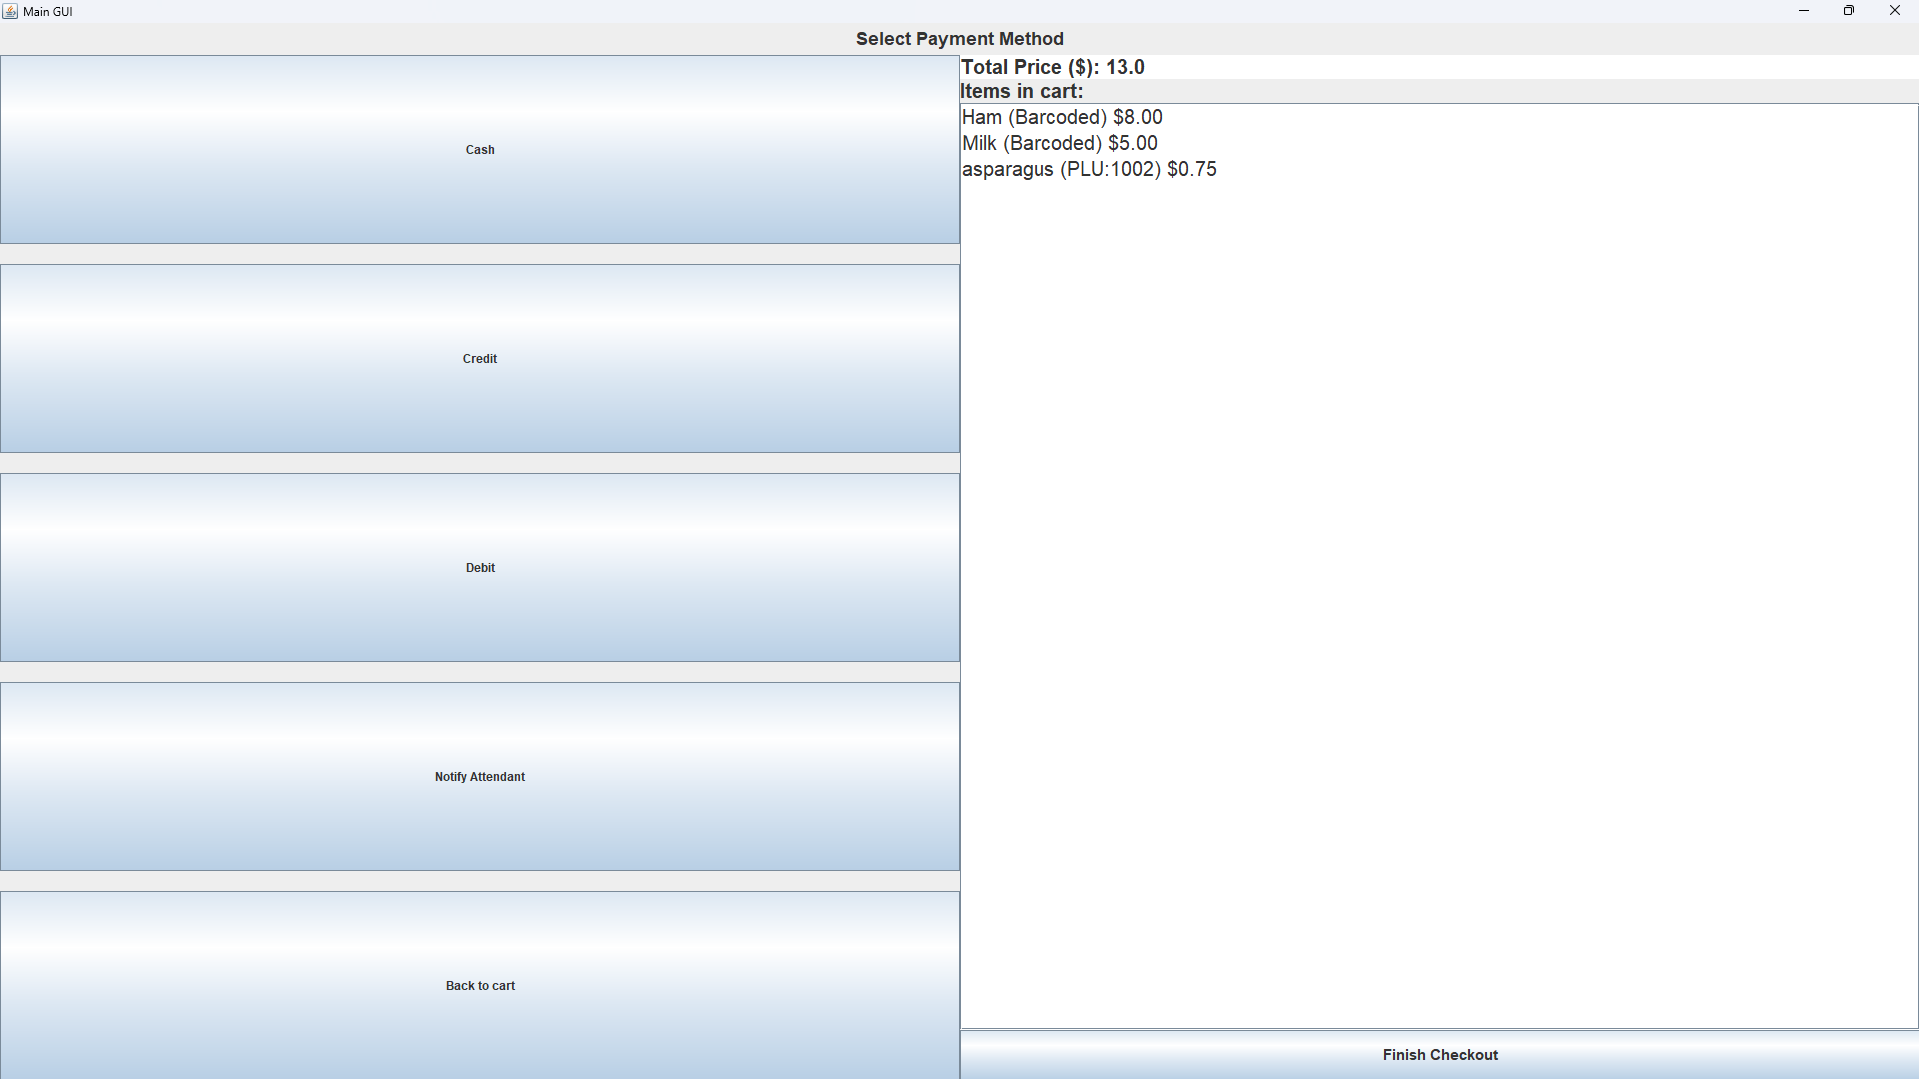 Main GUI
Select Payment Method
Cash
Credit
Debit
Notify Attendant
Back to cart
Total Price ($): 13.0
Items in cart:
Ham (Barcoded) $8.00
Milk (Barcoded) $5.00
asparagus (PLU:1002) $0.75
Finish Checkout